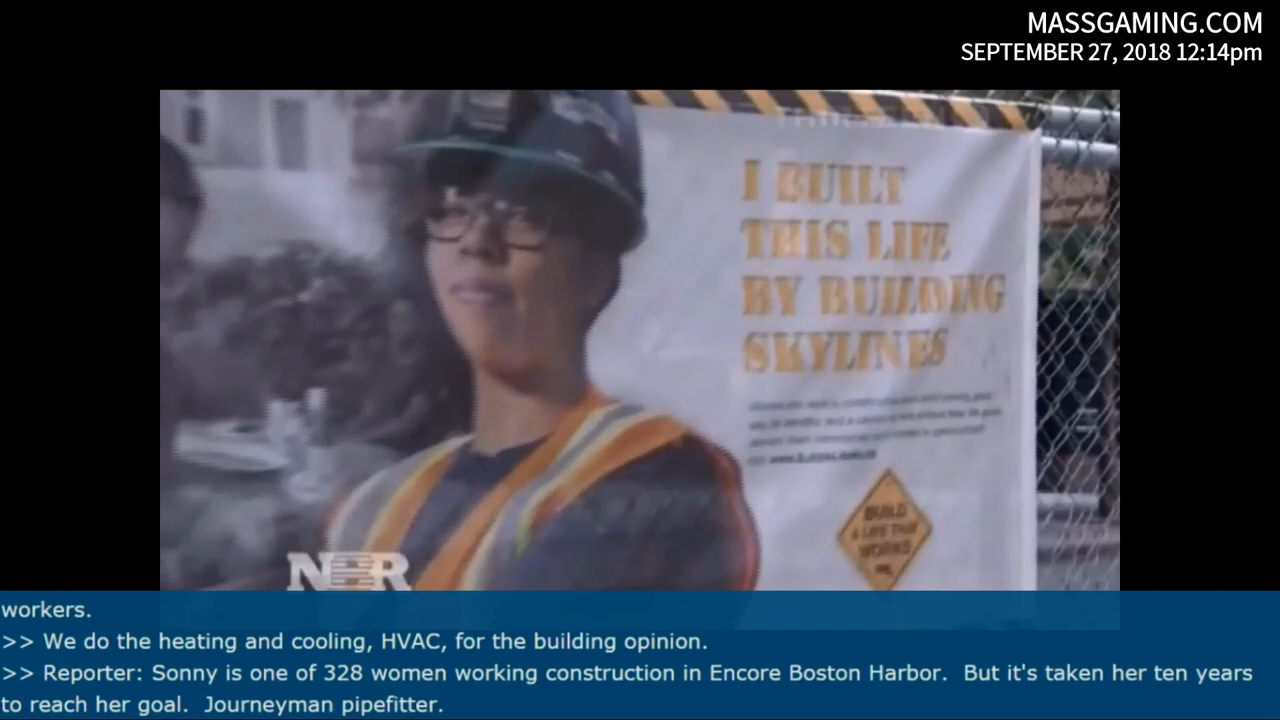 MASSGAMING.COM
SEPTEMBER 27, 2018 12:14pm
I BUILT
THIS LIFE
BY BUILDING
SKYLINES
BUILD
A LIFE THAT
WORKS
NER
workers.
>> We do the heating and cooling, HVAC, for the building opinion.
>> Reporter: Sonny is one of 328 women working construction in Encore Boston Harbor.  But it's taken her ten years
to reach her goal.  Journeyman pipefitter.